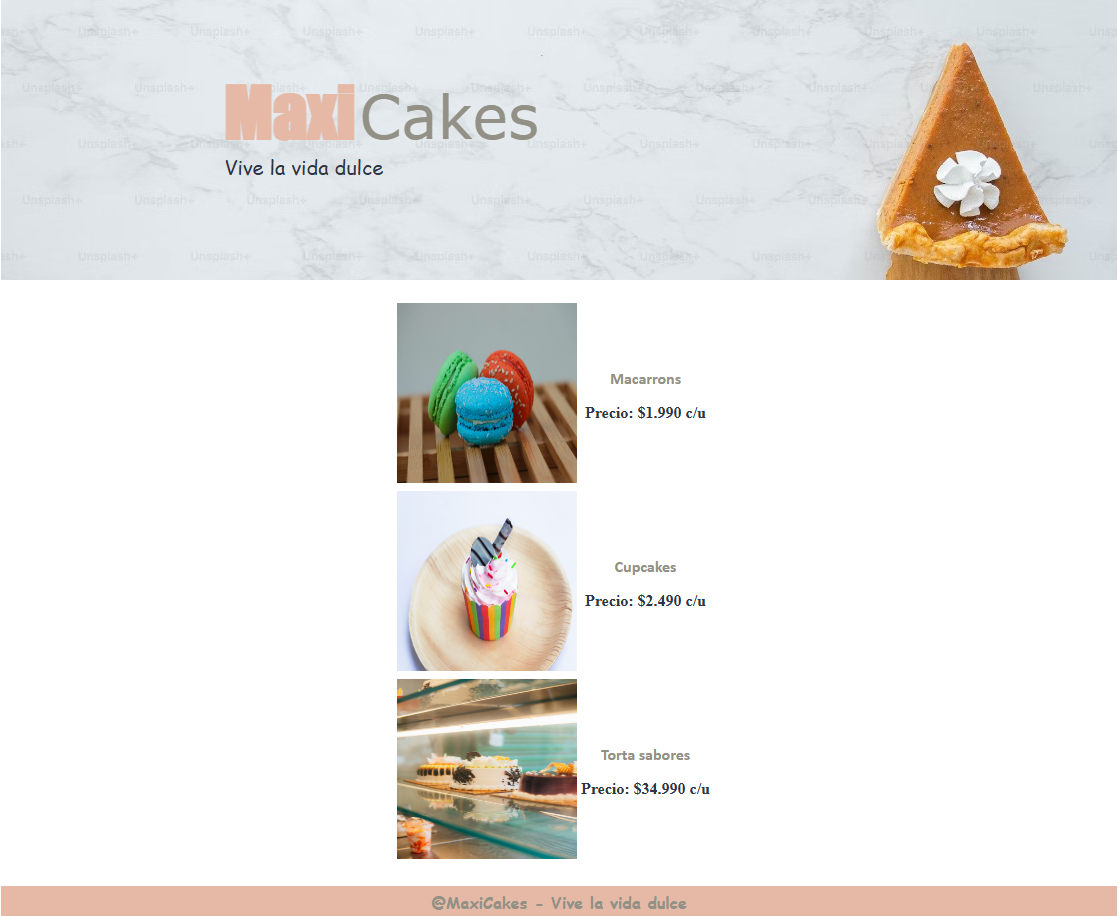 MaxiCakes
Vive la vida dulce
Macarrons
Precio: $1.990 c/u
Cupcakes
Precio: $2.490 c/u
Torta sabores
Precio: $34.990 c/u
@MaxiCakes - Vive la vida dulce